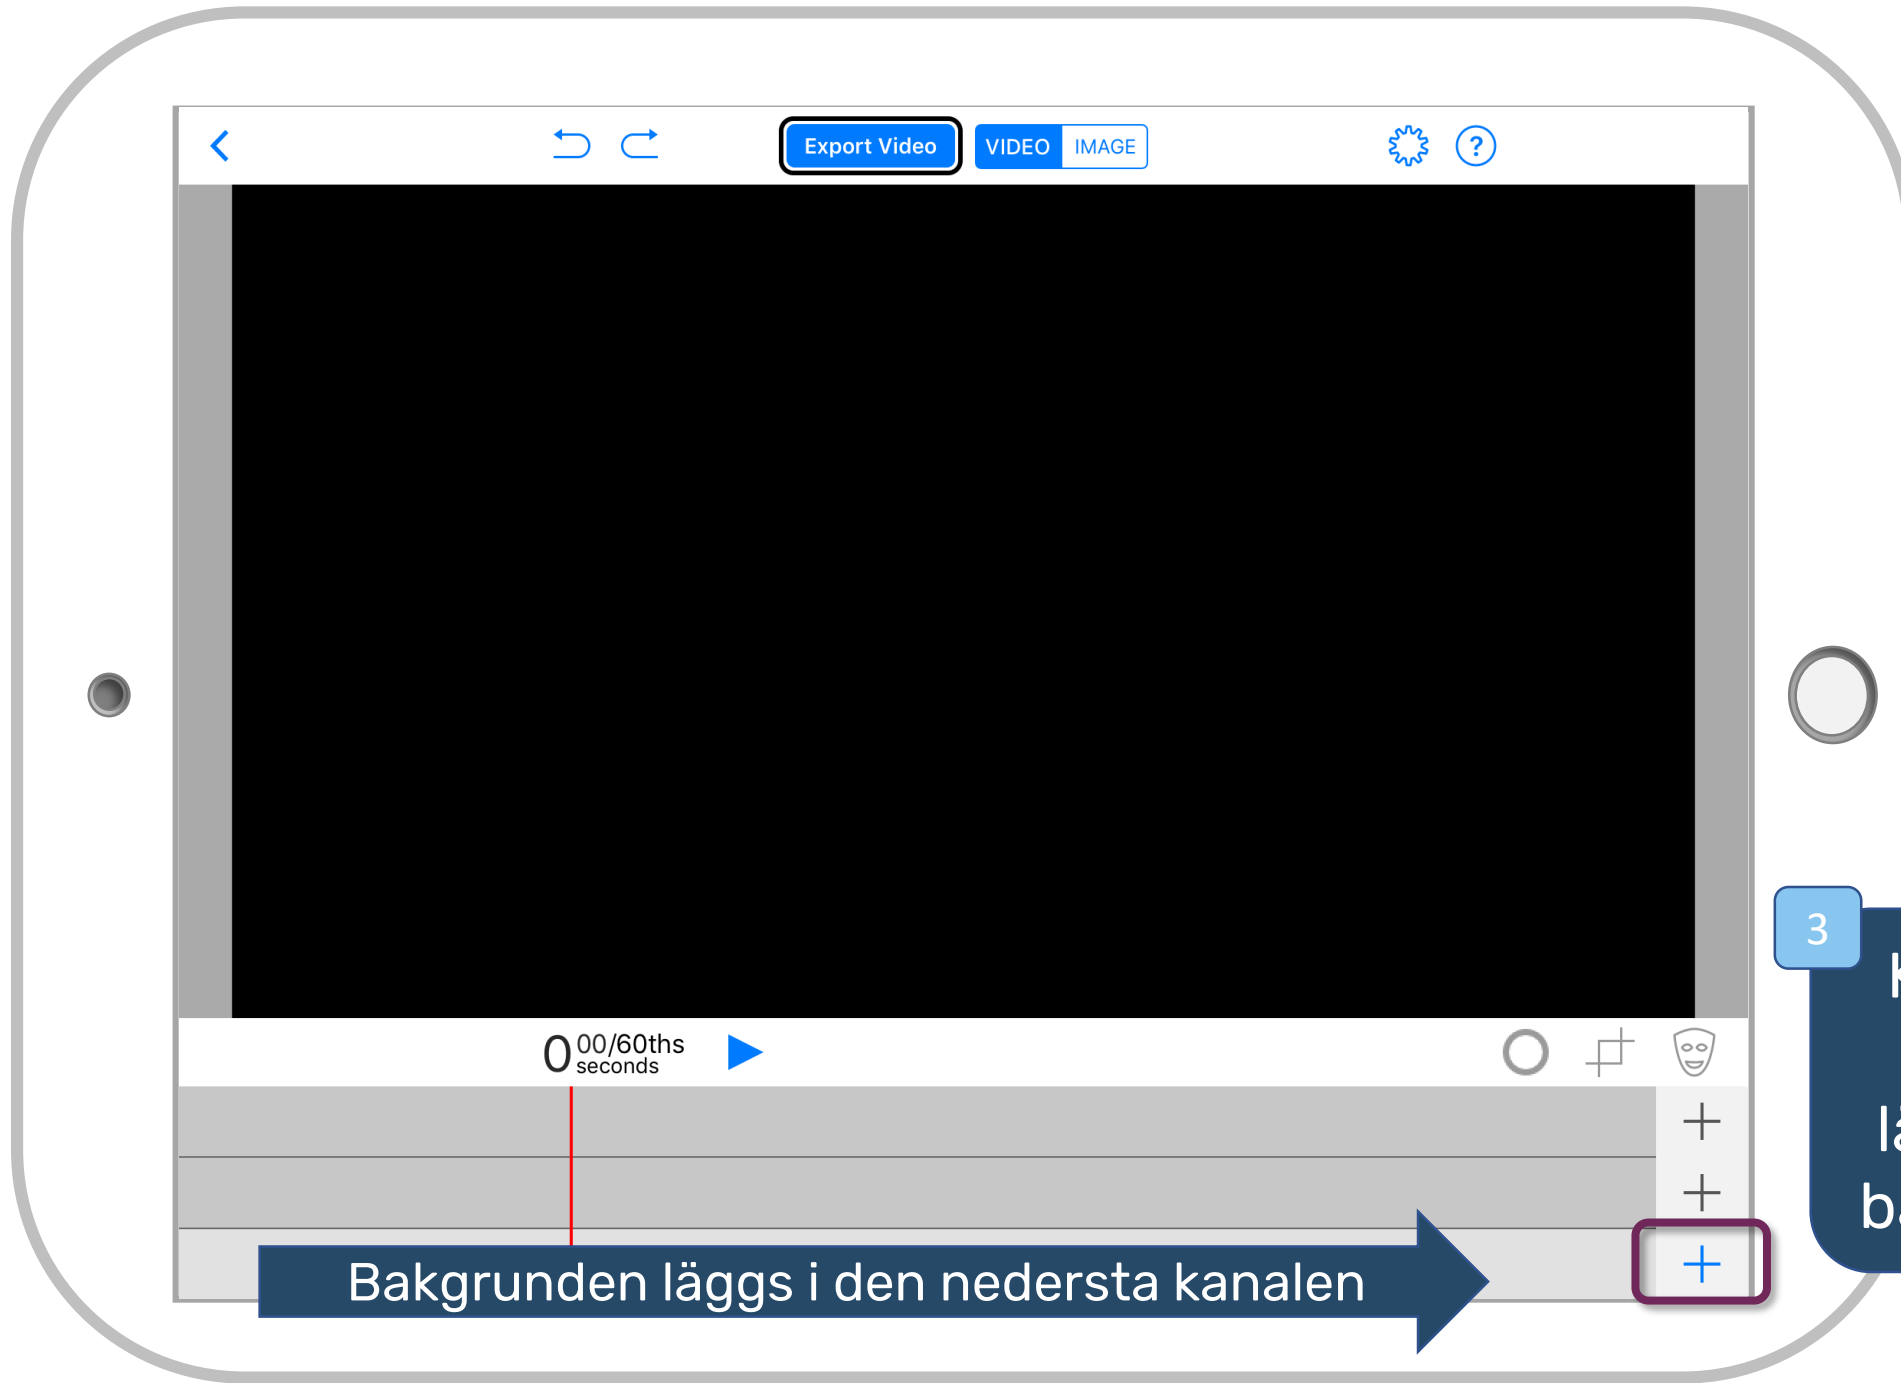 Export Video VIDEO IMAGE ?
0 00/60ths
seconds
3
Bakgrunden läggs i den nedersta kanalen